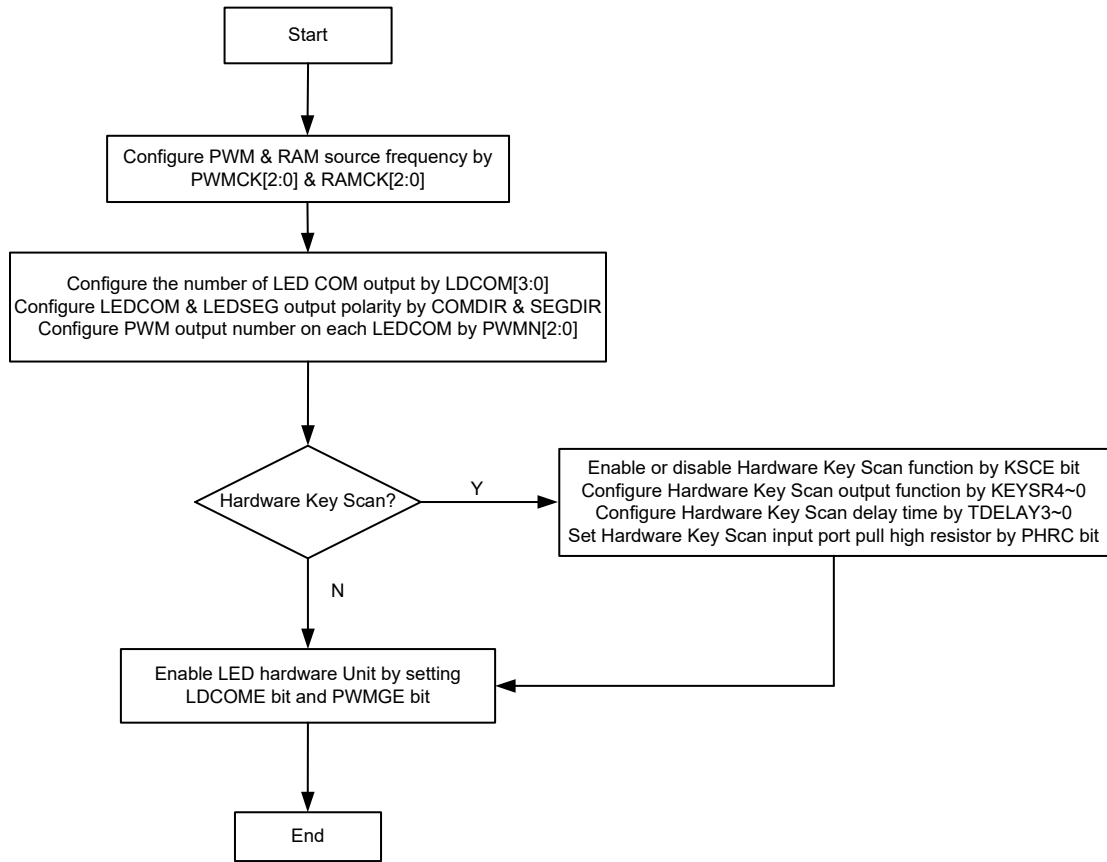 Start
Configure PWM & RAM source frequency by
PWMCK[2:0] & RAMCK[2:0]
Configure the number of LED COM output by LDCOM[3:0]
Configure LEDCOM & LEDSEG output polarity by COMDIR & SEGDIR
Configure PWM output number on each LEDCOM by PWMN[2:0]
Hardware Key Scan?
Y
Enable or disable Hardware Key Scan function by KSCE bit
Configure Hardware Key Scan output function by KEYSR4~0
Configure Hardware Key Scan delay time by TDELAY3~0
Set Hardware Key Scan input port pull high resistor by PHRC bit
N
Enable LED hardware Unit by setting
LDCOME bit and PWMGE bit
End